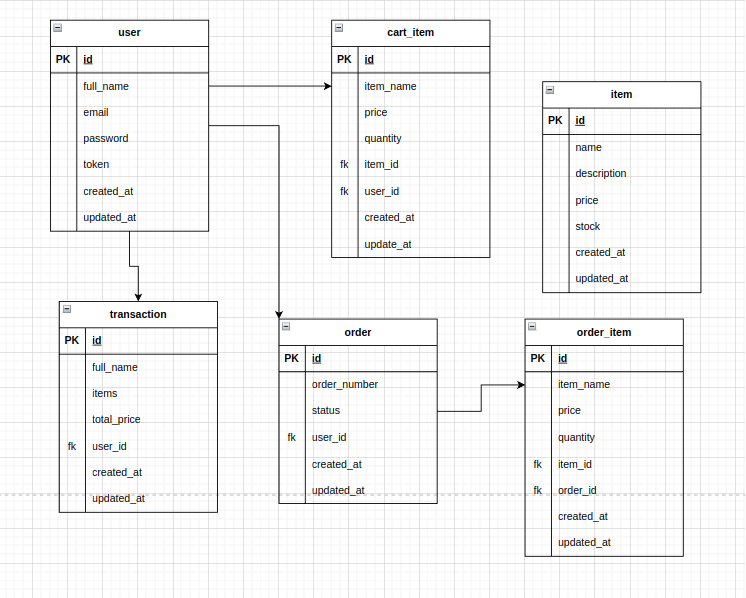 user
PK id
full_name
email
password
token
created_at
updated_at
cart_item
PK id
item_name
price
quantity
fk item_id
fk user_id
created_at
update_at
item
PK id
name
description
price
stock
created_at
updated_at
transaction
PK id
full_name
items
total_price
fk user_id
created_at
updated_at
order
PK id
order_number
status
fk user_id
created_at
updated_at
order_item
PK id
item_name
price
quantity
fk item_id
fk order_id
created_at
updated_at